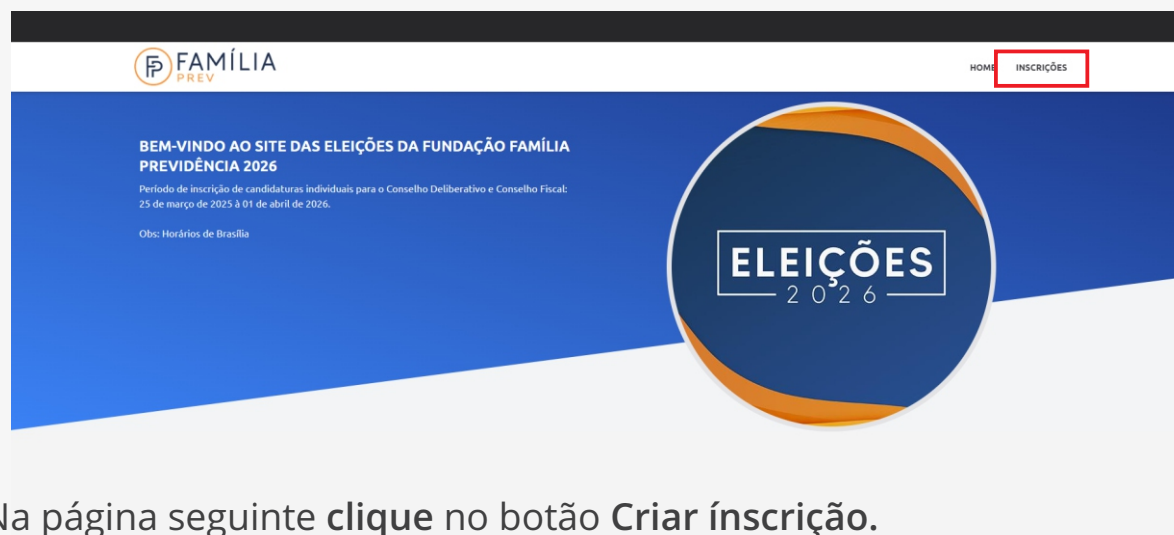 FAMÍLIA
PREV
HOME INSCRIÇÕES
BEM-VINDO AO SITE DAS ELEIÇÕES DA FUNDAÇÃO FAMÍLIA
PREVIDÊNCIA 2026
Período de inscrição de candidaturas individuais para o Conselho Deliberativo e Conselho Fiscal:
25 de março de 2025 à 01 de abril de 2026.
Obs: Horários de Brasília
ELEIÇÕES
2026
Na página seguinte clique no botão Criar ínscrição.